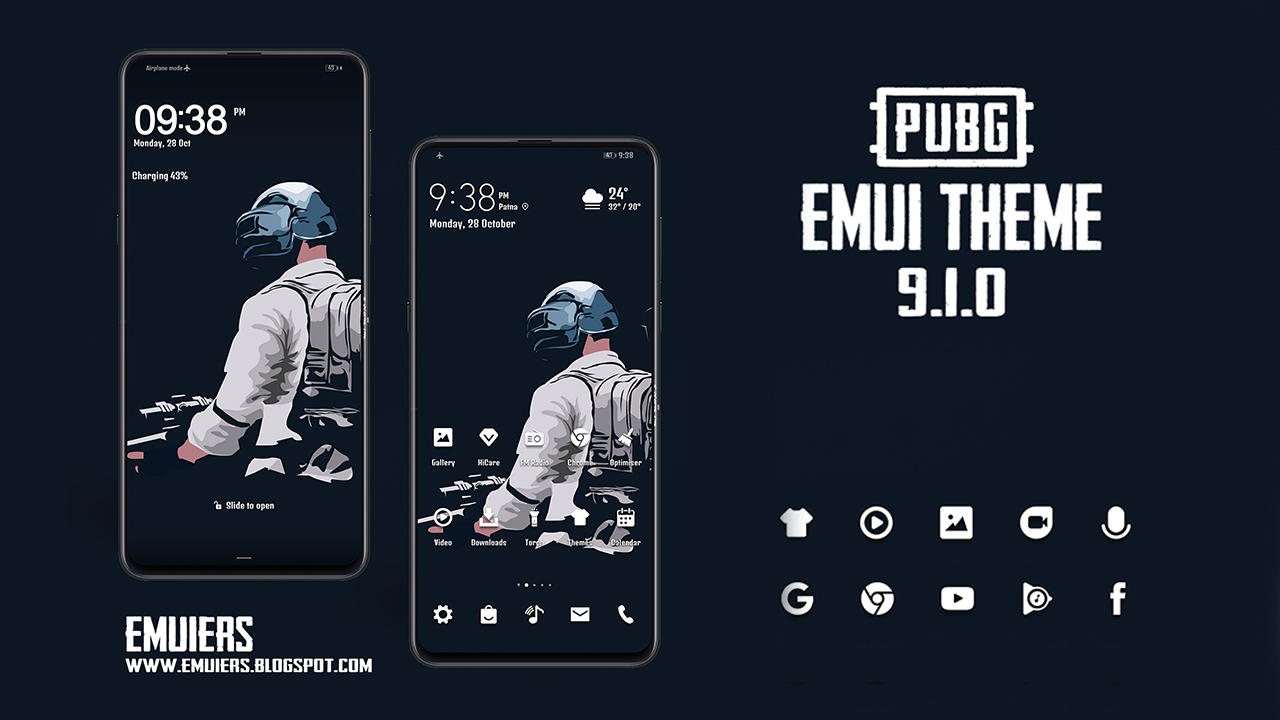 Airplane mode
43
09:38 PM
Monday, 28 Oct
Charging 43%
Slide to open
9:38
9:38 PM
Patna
24°
32° / 20°
Monday, 28 October
Gallery HiCare FM Radio Chrome Optimiser
Video Downloads Torch Themes Calendar
PUBG
EMUI THEME
9.1.0
EMUIERS
WWW.EMUIERS.BLOGSPOT.COM